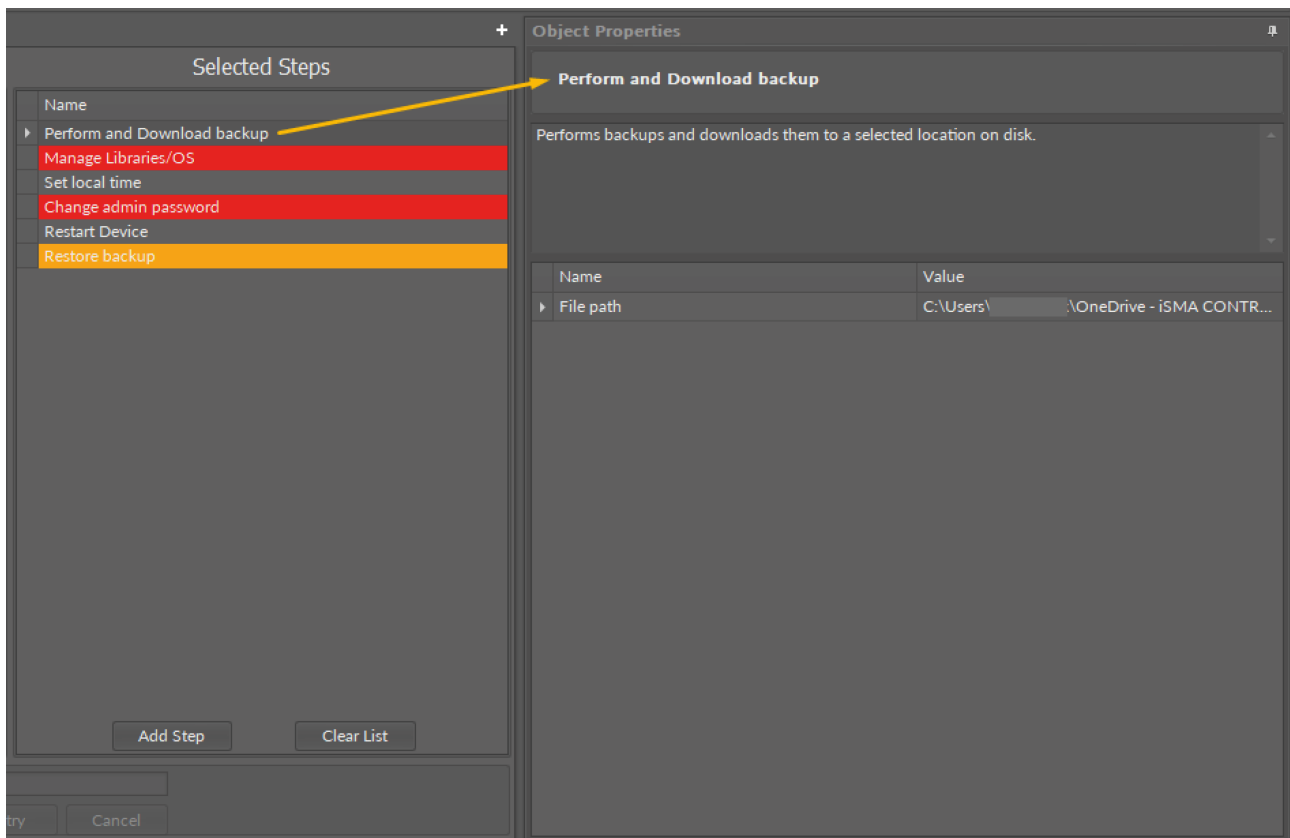 +
Selected Steps
Name
Perform and Download backup
Manage Libraries/OS
Set local time
Change admin password
Restart Device
Restore backup
Add Step
Clear List
try
Cancel
Object Properties
Perform and Download backup
Performs backups and downloads them to a selected location on disk.
Name Value
File path C:\Users\ :\OneDrive - iSMA CONTR...